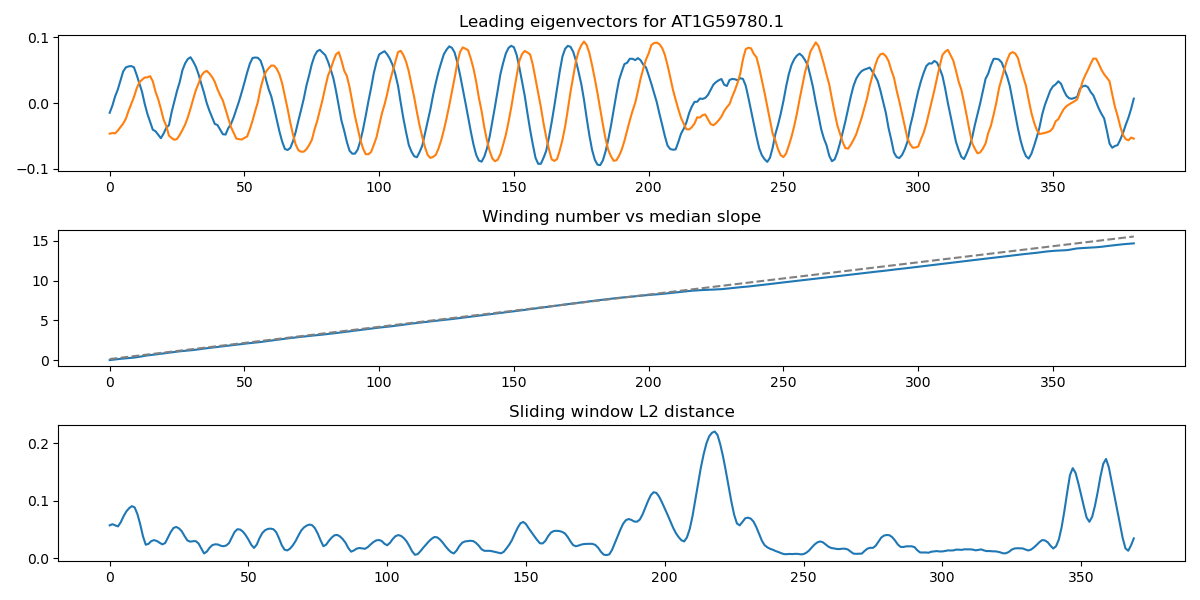 Leading eigenvectors for AT1G59780.1
0.1
0.0
−0.1
0 50 100 150 200 250 300 350
Winding number vs median slope
15
10
5
0
0 50 100 150 200 250 300 350
Sliding window L2 distance
0.2
0.1
0.0
0 50 100 150 200 250 300 350